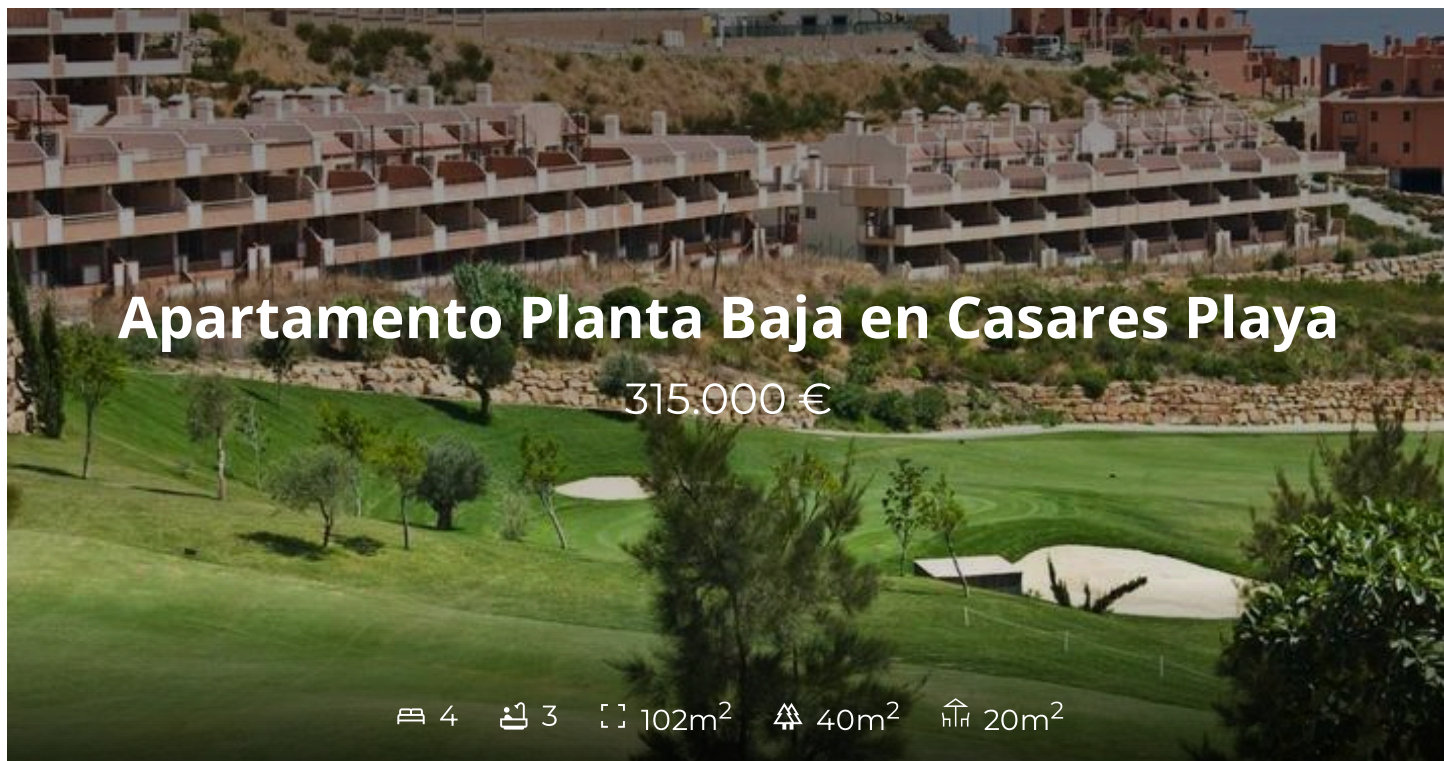 Apartamento Planta Baja en Casares Playa
315.000 €
4 3 102m² 40m² 20m²